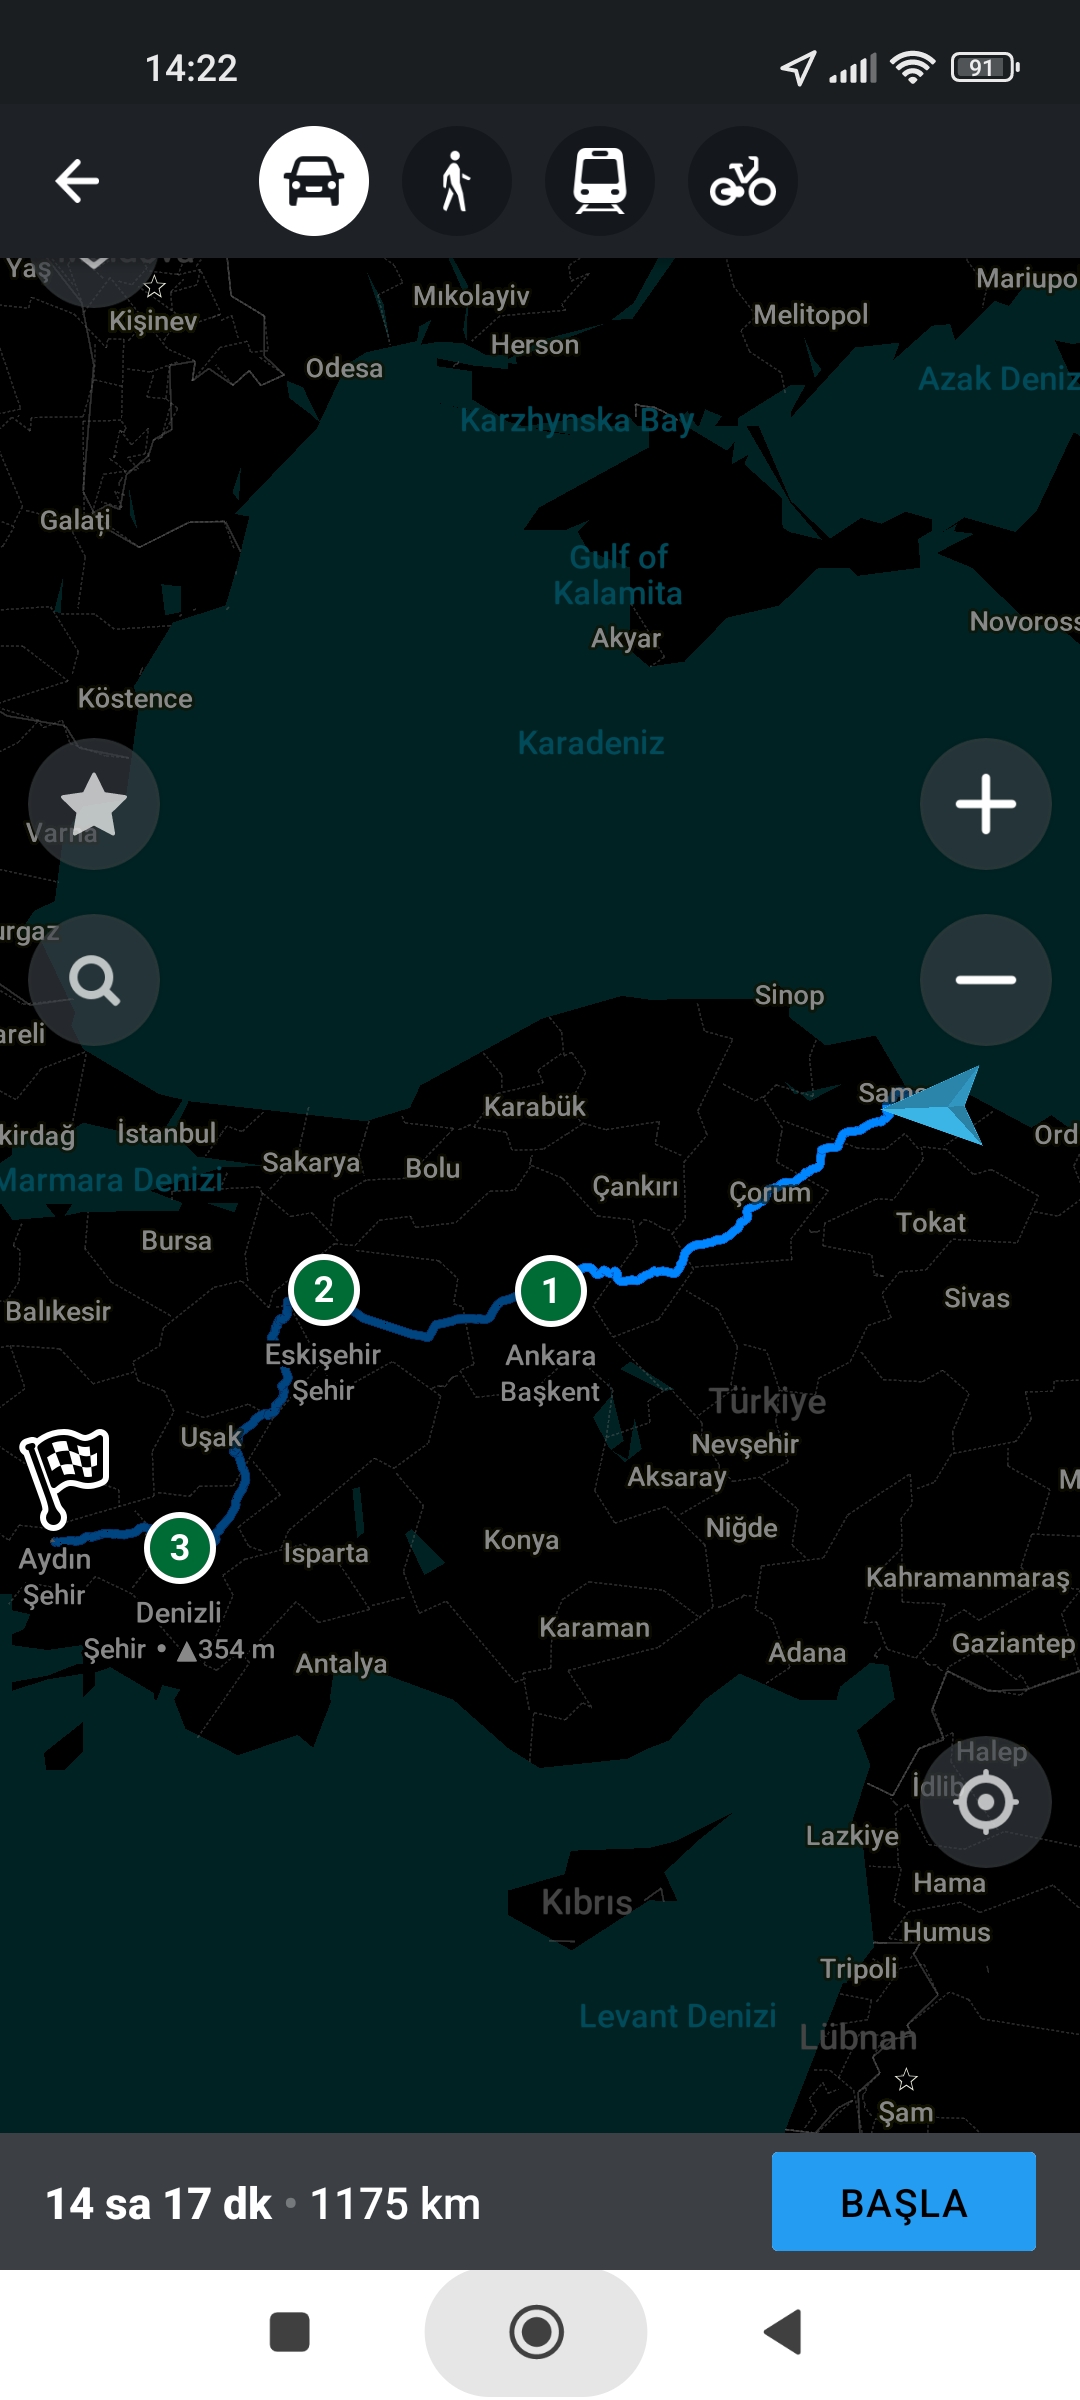 14:22
91
Yaş
Kişinev
Mıkolayiv
Mariupo
Melitopol
Herson
Odesa
Azak Deniz
Karzhynska Bay
Galați
Gulf of
Kalamita
Akyar
Novoross
Köstence
Karadeniz
Varna
urgaz
Sinop
areli
Karabük
Sams
kirdağ
İstanbul
Ord
Sakarya
Bolu
Marmara Denizi
Çankırı
Çorum
Tokat
Bursa
2
1
Sivas
Balıkesir
Eskişehir
Şehir
Ankara
Başkent
Türkiye
Uşak
Nevşehir
Aksaray
M
Niğde
3
Konya
Isparta
Aydın
Şehir
Kahramanmaraş
Denizli
Şehir • ▲354 m
Karaman
Gaziantep
Adana
Antalya
Halep
İdlib
Lazkiye
Hama
Kıbrıs
Humus
Tripoli
Levant Denizi
Lübnan
Şam
14 sa 17 dk • 1175 km
BAŞLA